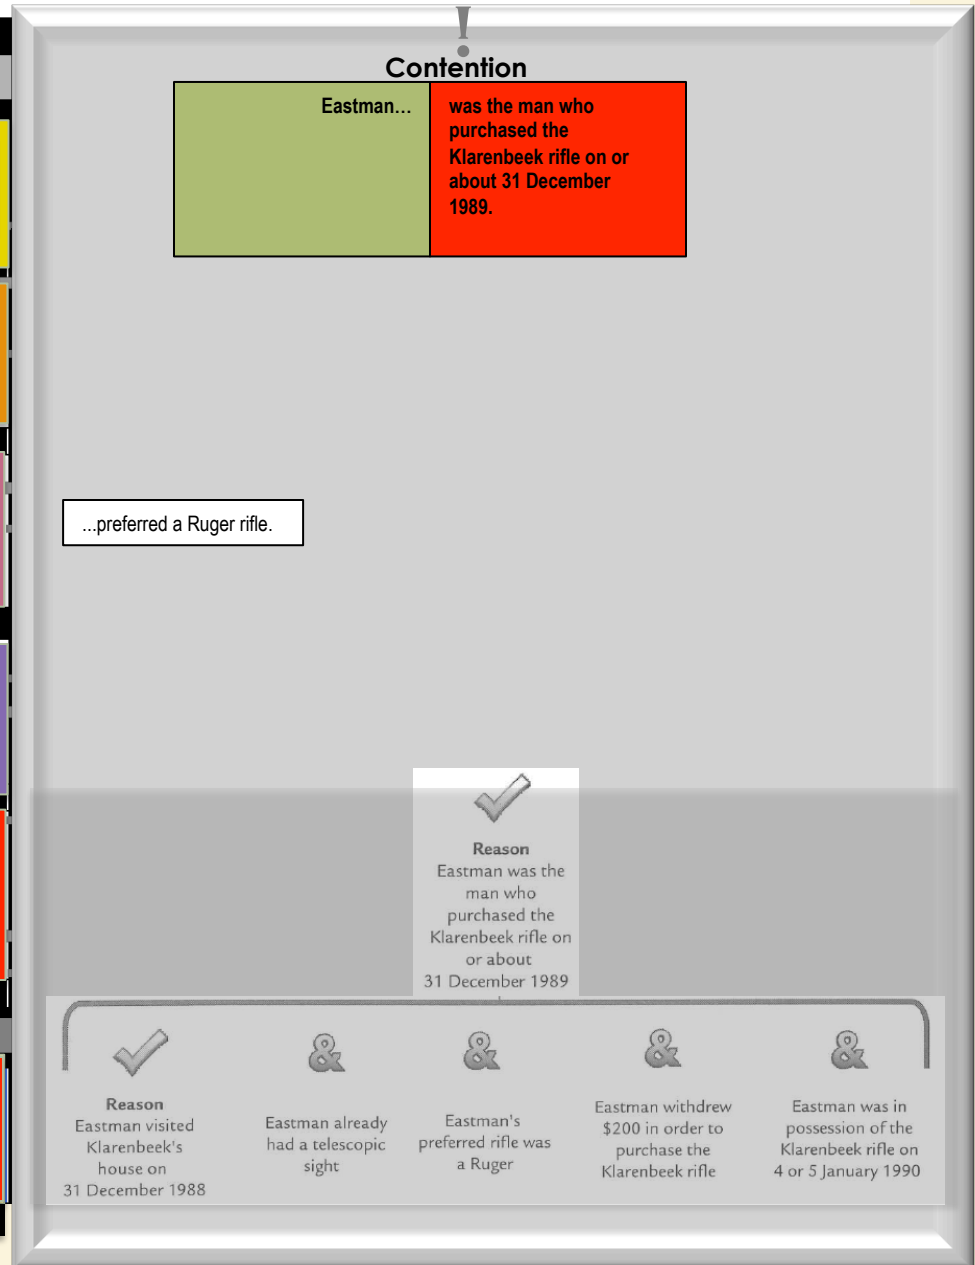 !
Contention
Eastman…
was the man who
purchased the
Klarenbeek rifle on or
about 31 December
1989.
...preferred a Ruger rifle.
Reason
Eastman was the
man who
purchased the
Klarenbeek rifle on
or about
31 December 1989
&
&
&
&
Reason
Eastman visited
Klarenbeek's
house on
31 December 1988
Eastman already
had a telescopic
sight
Eastman's
preferred rifle was
a Ruger
Eastman withdrew
$200 in order to
purchase the
Klarenbeek rifle
Eastman was in
possession of the
Klarenbeek rifle on
4 or 5 January 1990